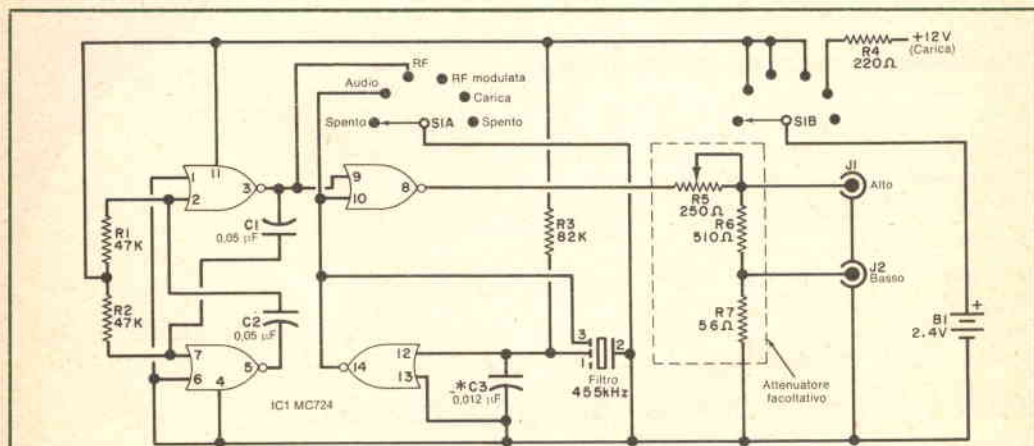 +12V
R4
(Carica)
220Ω
RF
Audio
RF modulata
Carica
Spento
S1A
Spento
S1B
11
1
2
3
9
10
8
R5
250Ω
J1
Alto
R1
47K
C1
0,05 µF
R3
82K
R6
510Ω
R2
47K
C2
0,05 µF
J2
Basso
B1
2.4V
+
7
6
5
4
14
12
13
3
1
2
R7
56Ω
IC1 MC724
*C3
0,012 µF
Filtro
455kHz
Attenuatore
facoltativo